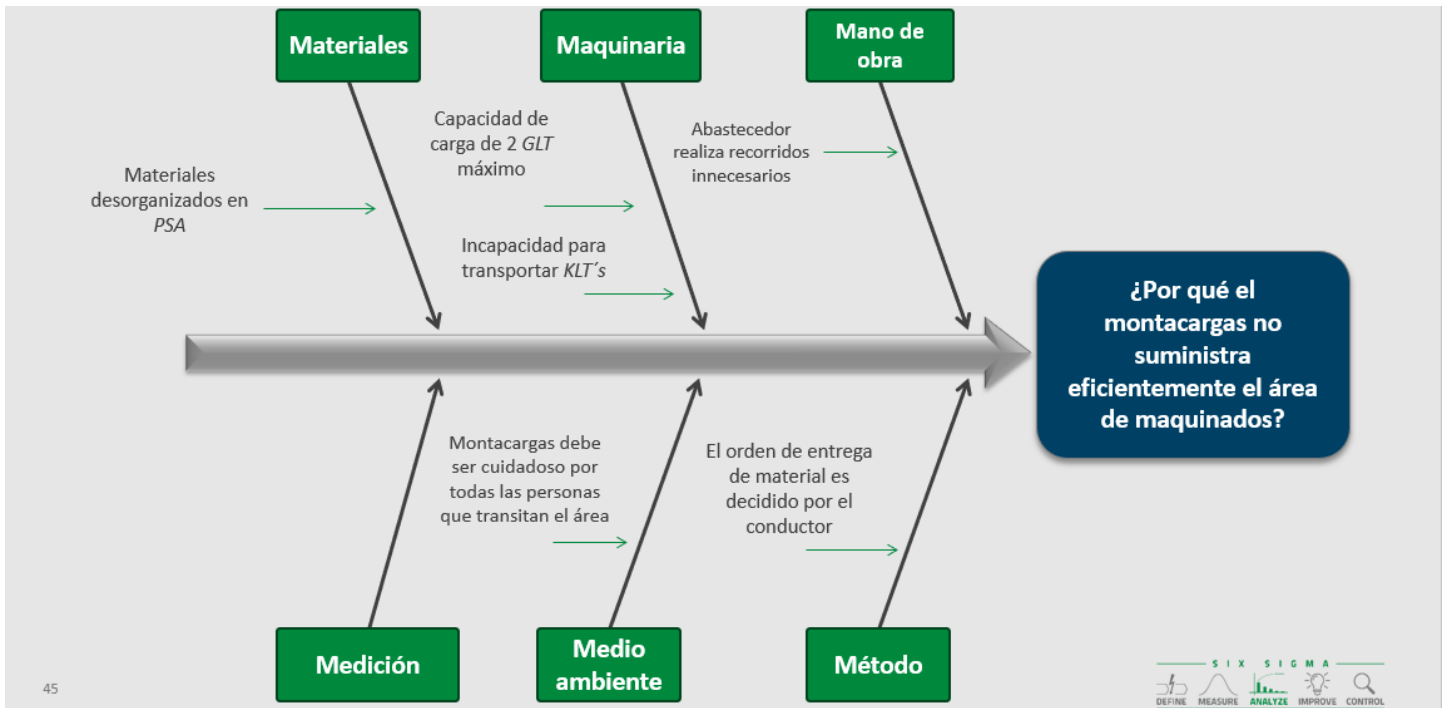 Materiales
Maquinaria
Mano de
obra
Capacidad de
carga de 2 GLT
máximo
Abastecedor
realiza recorridos
innecesarios
Materiales
desorganizados en
PSA
Incapacidad para
transportar KLT´s
¿Por qué el
montacargas no
suministra
eficientemente el área
de maquinados?
Montacargas debe
ser cuidadoso por
todas las personas
que transitan el área
El orden de entrega
de material es
decidido por el
conductor
Medición
Medio
ambiente
Método
45
SIX SIGMA
DEFINE MEASURE ANALYZE IMPROVE CONTROL